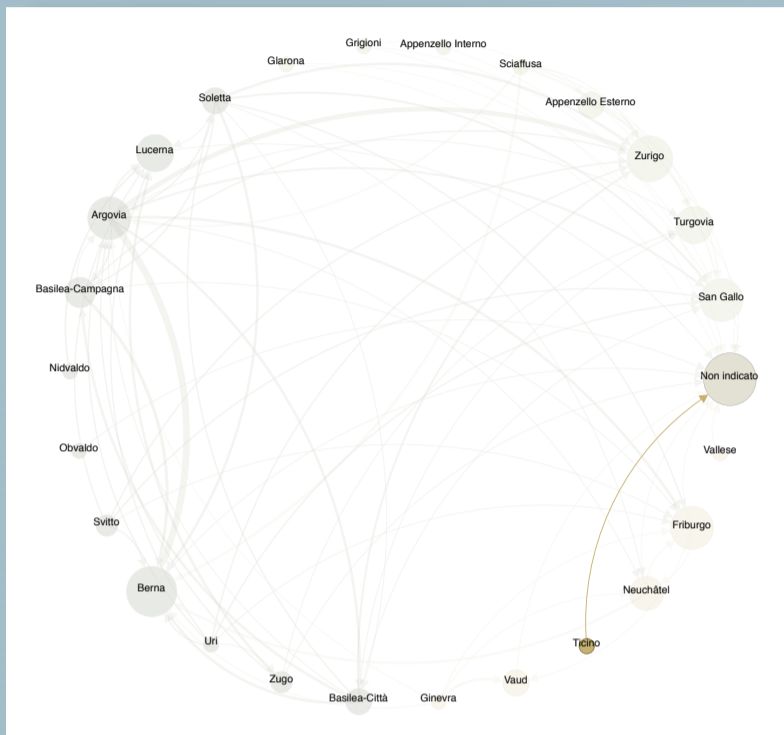 Grigioni
Appenzello Interno
Glarona
Sciaffusa
Soletta
Appenzello Esterno
Lucerna
Zurigo
Argovia
Turgovia
Basilea-Campagna
San Gallo
Nidvaldo
Non indicato
Obvaldo
Vallese
Svitto
Friburgo
Berna
Neuchâtel
Uri
Ticino
Zugo
Vaud
Basilea-Città
Ginevra